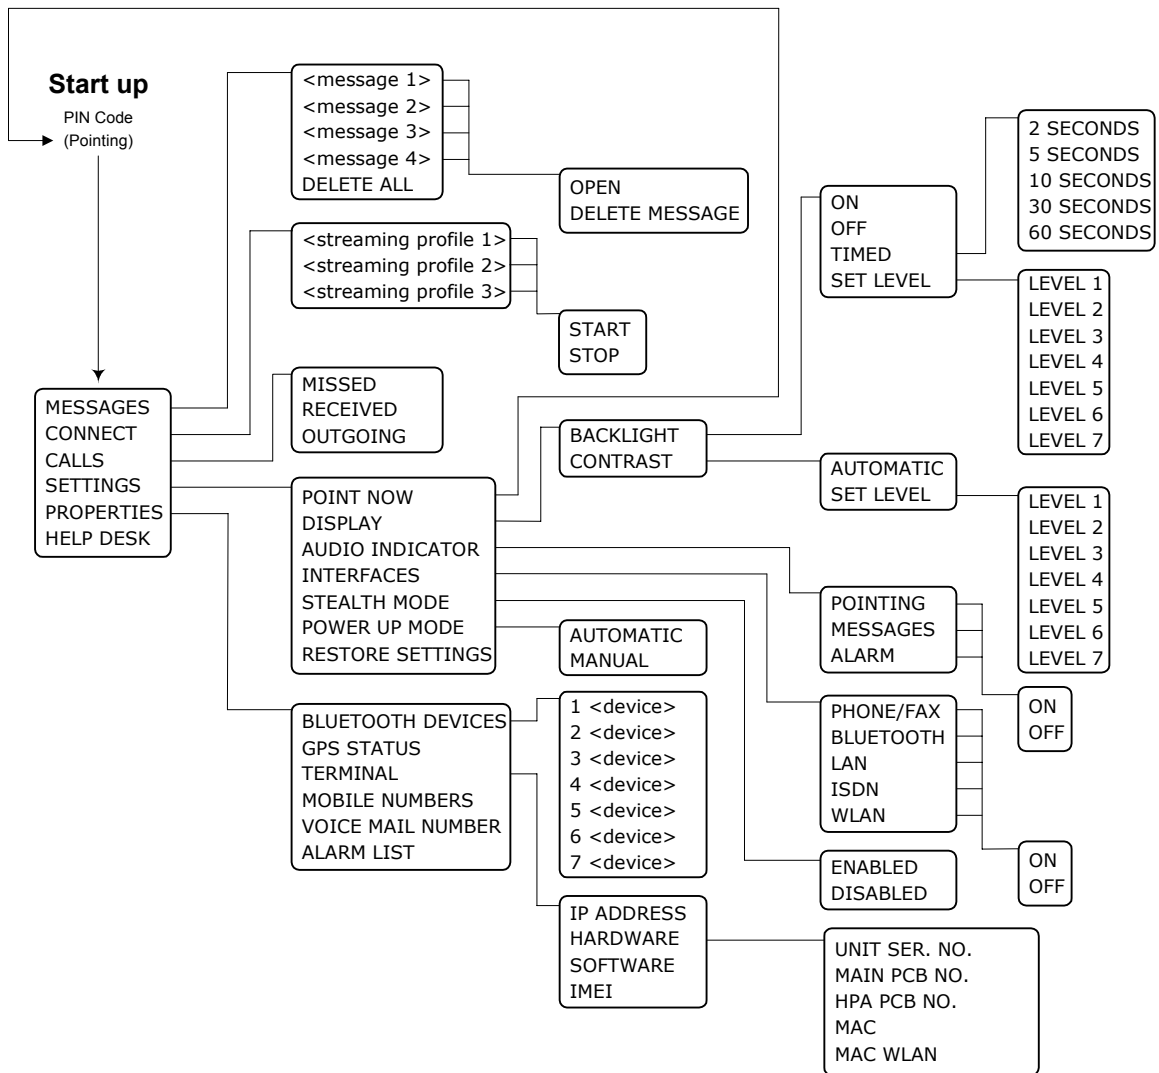 Start up
PIN Code
(Pointing)
MESSAGES
CONNECT
CALLS
SETTINGS
PROPERTIES
HELP DESK
<message 1>
<message 2>
<message 3>
<message 4>
DELETE ALL
OPEN
DELETE MESSAGE
<streaming profile 1>
<streaming profile 2>
<streaming profile 3>
START
STOP
MISSED
RECEIVED
OUTGOING
POINT NOW
DISPLAY
AUDIO INDICATOR
INTERFACES
STEALTH MODE
POWER UP MODE
RESTORE SETTINGS
BACKLIGHT
CONTRAST
ON
OFF
TIMED
SET LEVEL
2 SECONDS
5 SECONDS
10 SECONDS
30 SECONDS
60 SECONDS
LEVEL 1
LEVEL 2
LEVEL 3
LEVEL 4
LEVEL 5
LEVEL 6
LEVEL 7
AUTOMATIC
SET LEVEL
LEVEL 1
LEVEL 2
LEVEL 3
LEVEL 4
LEVEL 5
LEVEL 6
LEVEL 7
POINTING
MESSAGES
ALARM
ON
OFF
PHONE/FAX
BLUETOOTH
LAN
ISDN
WLAN
ON
OFF
ENABLED
DISABLED
AUTOMATIC
MANUAL
BLUETOOTH DEVICES
GPS STATUS
TERMINAL
MOBILE NUMBERS
VOICE MAIL NUMBER
ALARM LIST
1 <device>
2 <device>
3 <device>
4 <device>
5 <device>
6 <device>
7 <device>
IP ADDRESS
HARDWARE
SOFTWARE
IMEI
UNIT SER. NO.
MAIN PCB NO.
HPA PCB NO.
MAC
MAC WLAN